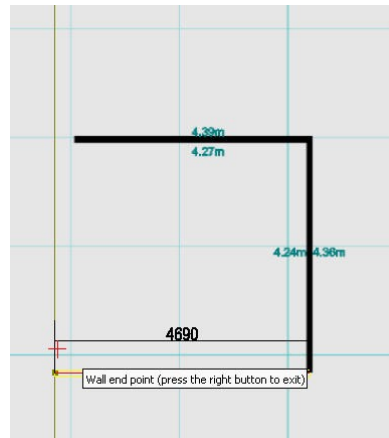 4.39m
4.27m
4.24m 4.36m
4690
Wall end point (press the right button to exit)